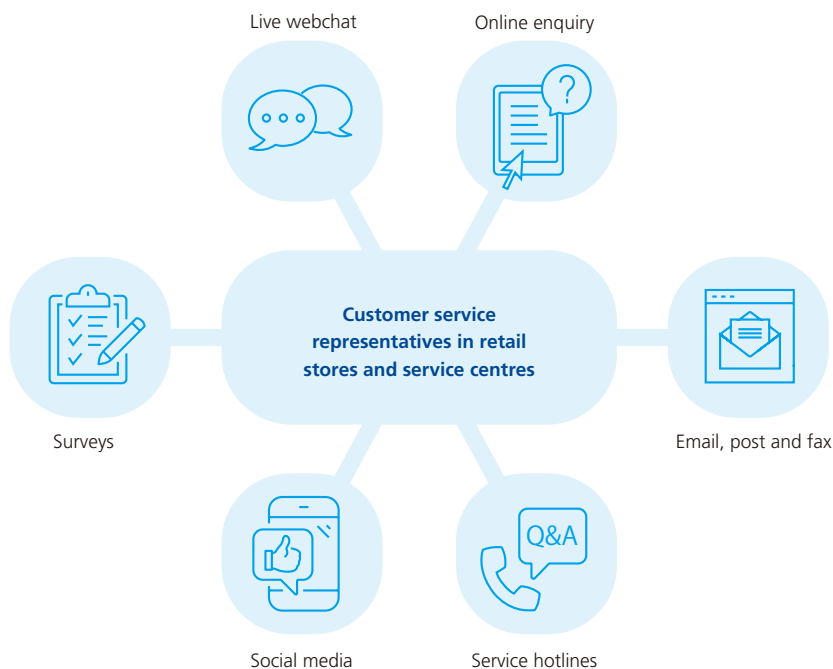 Live webchat
Online enquiry
?
Customer service
representatives in retail
stores and service centres
Surveys
Email, post and fax
Q&A
Social media
Service hotlines